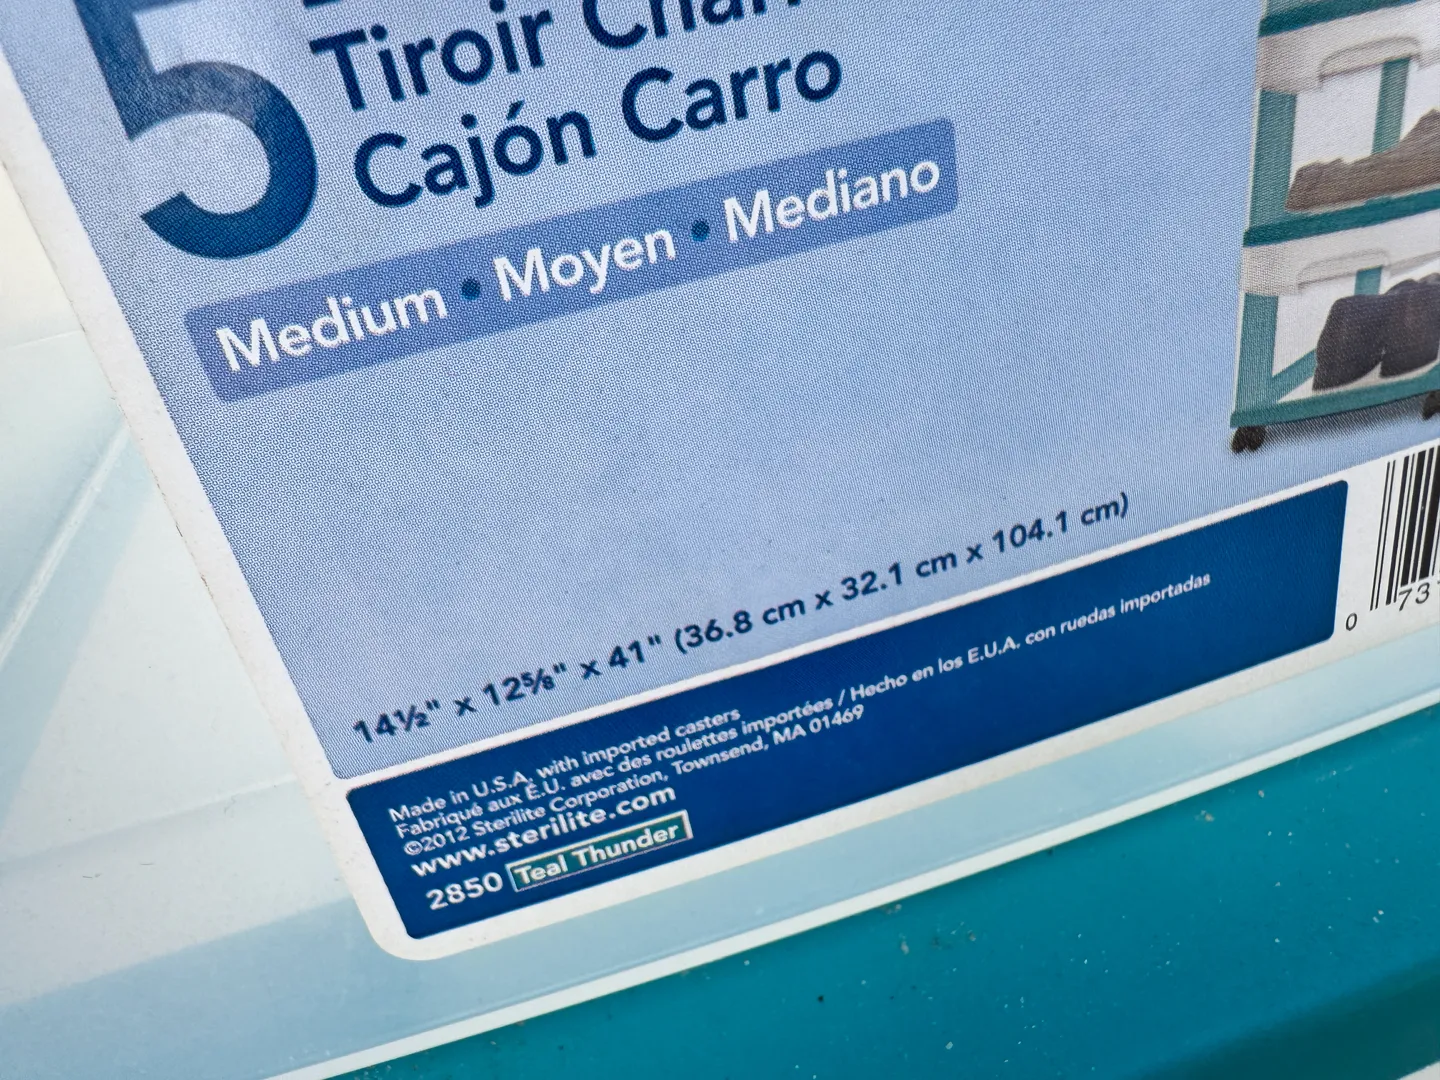 5
Tiroir
Cajón Carro
Medium • Moyen • Mediano
14½" x 12⅝" x 41" (36.8 cm x 32.1 cm x 104.1 cm)
Made in U.S.A. with imported casters
Fabriqué aux É.U. avec des roulettes importées / Hecho en los E.U.A. con ruedas importadas
©2012 Sterilite Corporation, Townsend, MA 01469
www.sterilite.com
2850 Teal Thunder
0 73